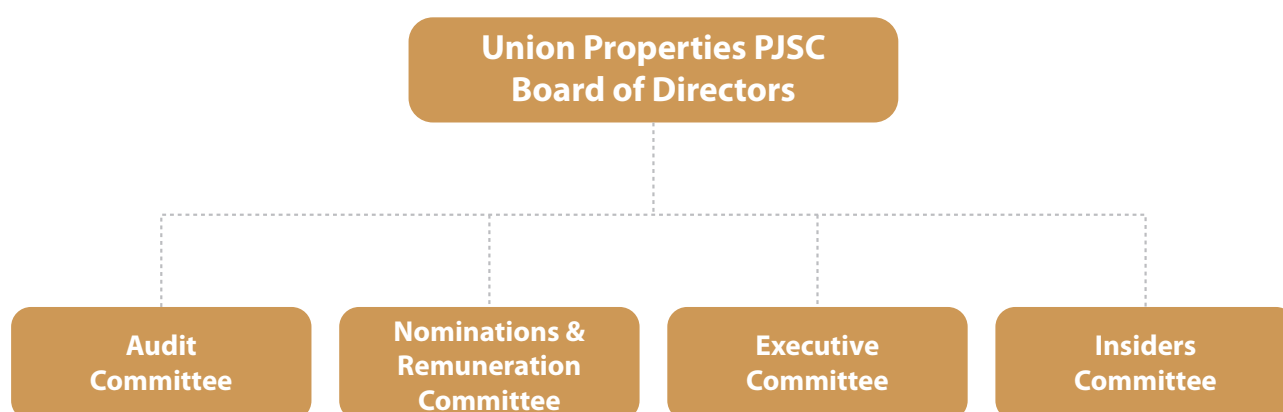 Union Properties PJSC
Board of Directors
Audit
Committee
Nominations &
Remuneration
Committee
Executive
Committee
Insiders
Committee